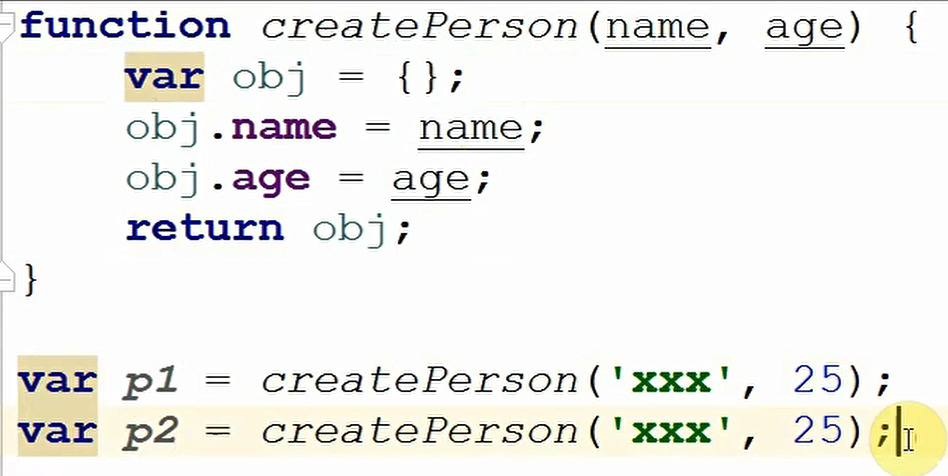 function createPerson(name, age) {
var obj = {};
obj.name = name;
obj.age = age;
return obj;
}
var p1 = createPerson('xxx', 25);
var p2 = createPerson('xxx', 25);